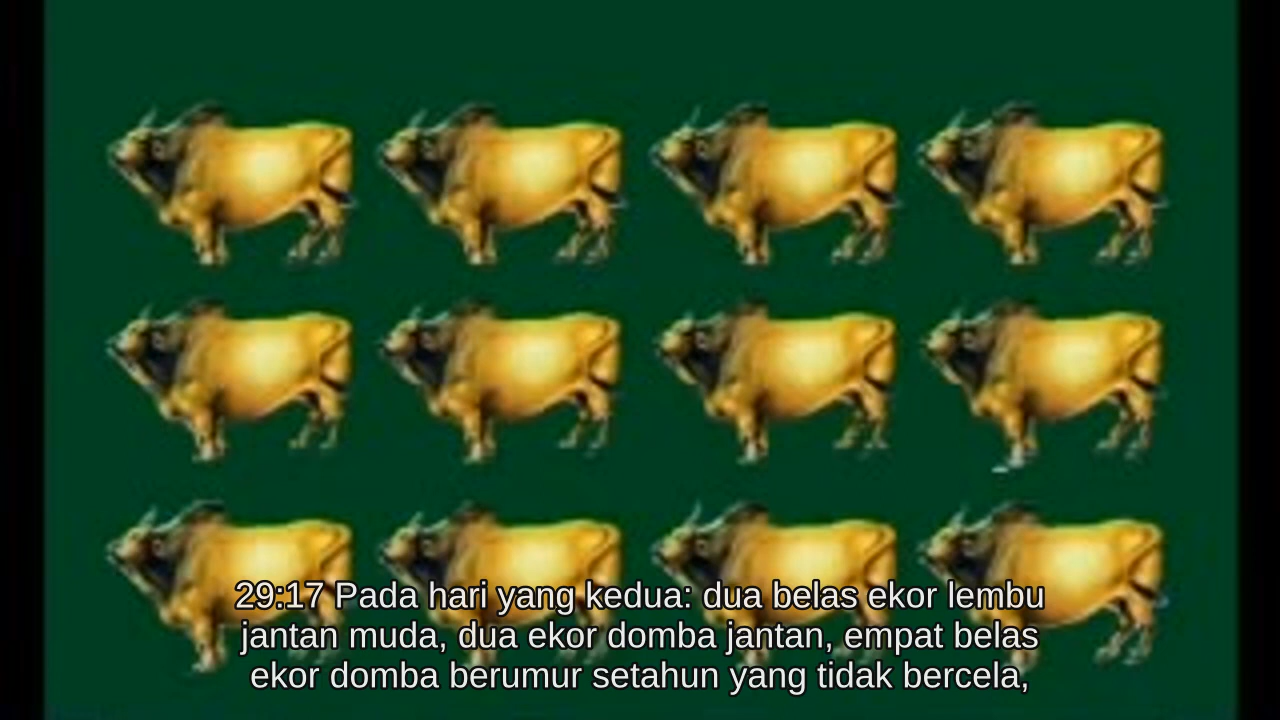 29:17 Pada hari yang kedua: dua belas ekor lembu
jantan muda, dua ekor domba jantan, empat belas
ekor domba berumur setahun yang tidak bercela,